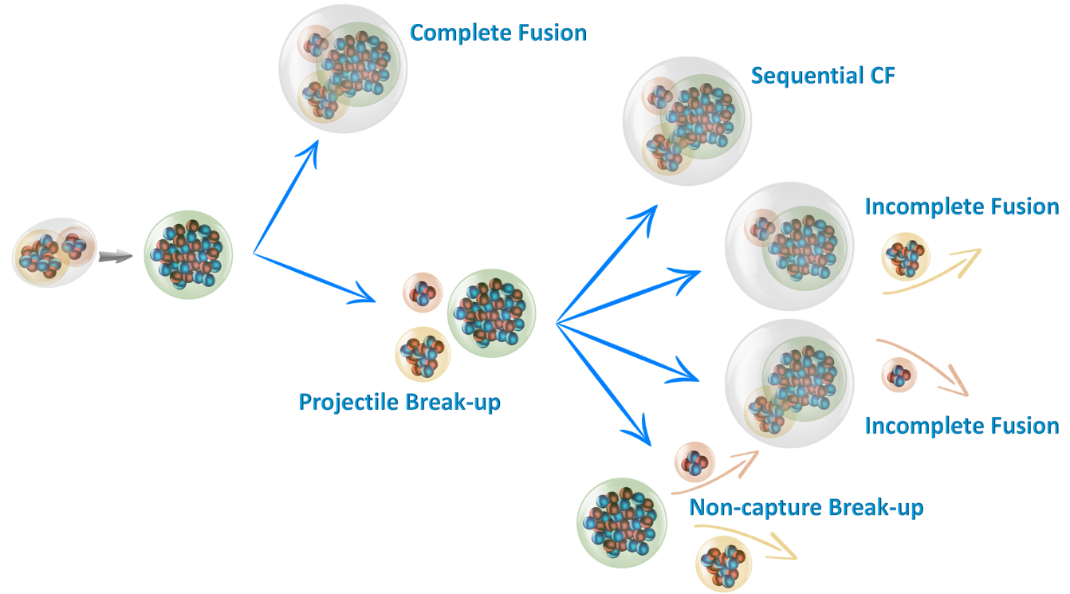 Complete Fusion
Sequential CF
Incomplete Fusion
Projectile Break-up
Incomplete Fusion
Non-capture Break-up